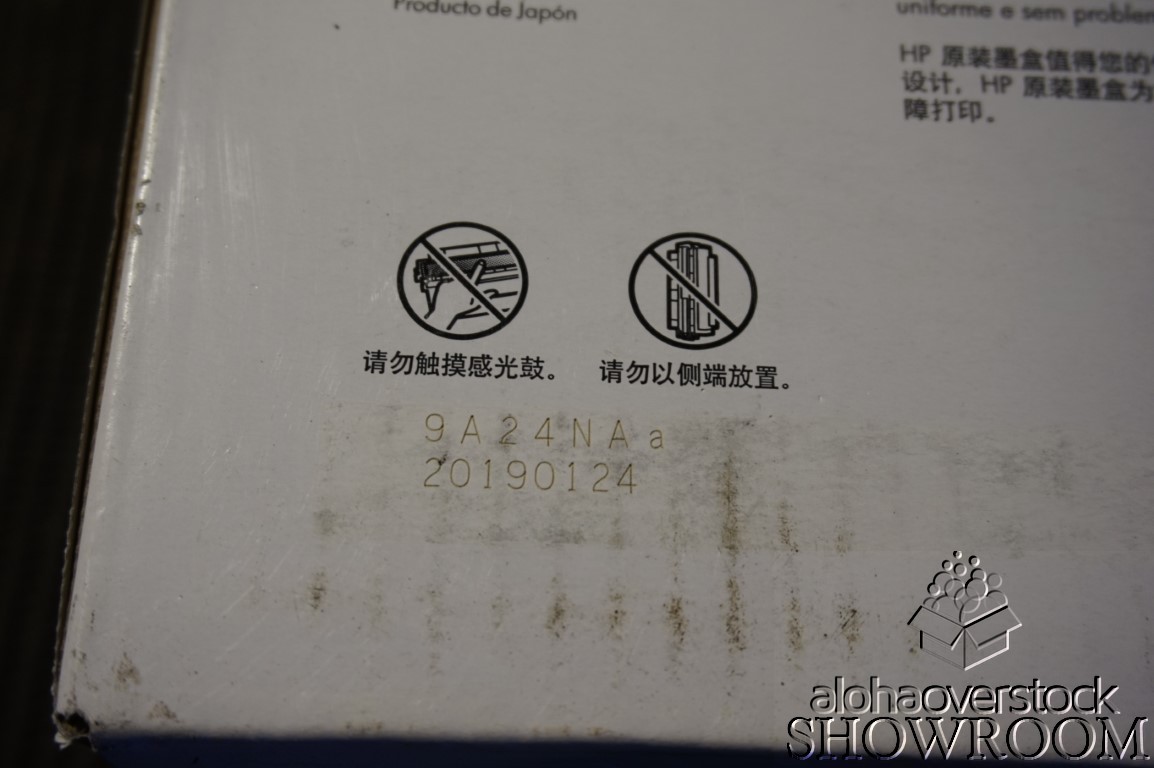 Producto de Japón
uniforme e sem
HP 原装墨盒值得您的
设计，HP 原装墨盒为
障打印。
请勿触摸感光鼓。
请勿以侧端放置。
9A24NAa
20190124
alohaoverstock
SHOWROOM